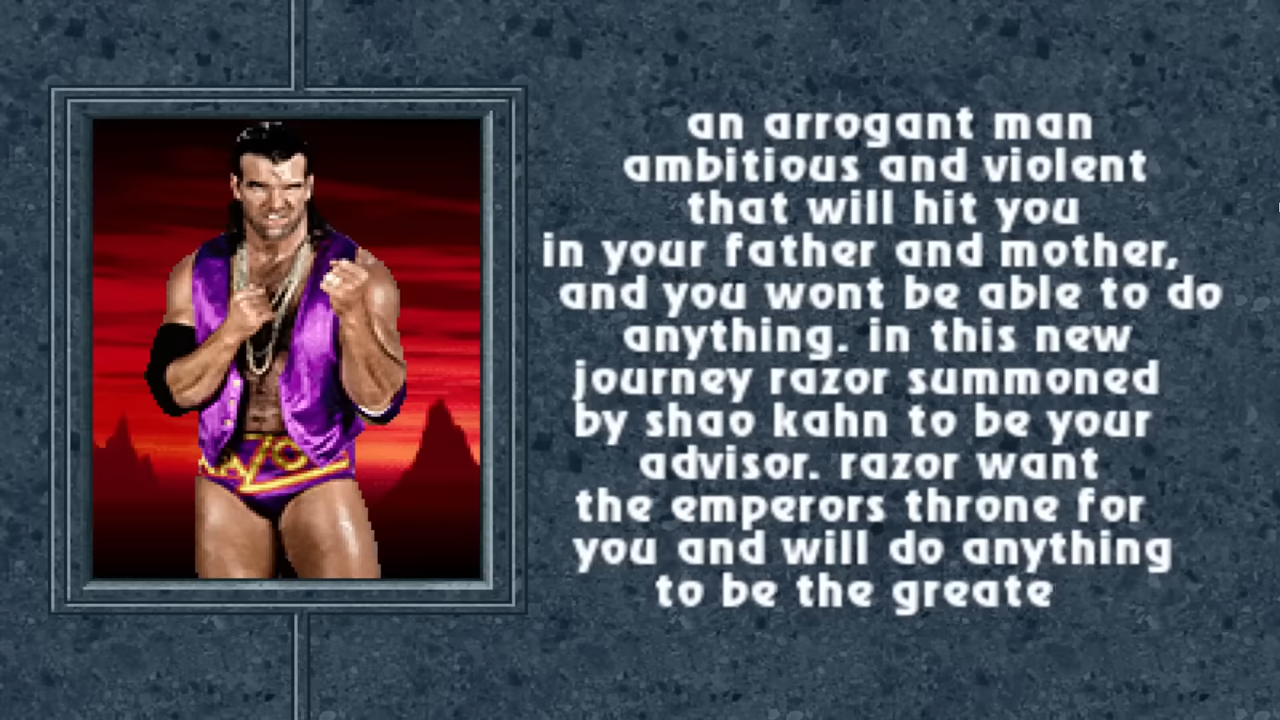 an arrogant man
ambitious and violent
that will hit you
in your father and mother,
and you wont be able to do
anything. in this new
journey razor summoned
by shao kahn to be your
advisor. razor want
the emperors throne for
you and will do anything
to be the greate